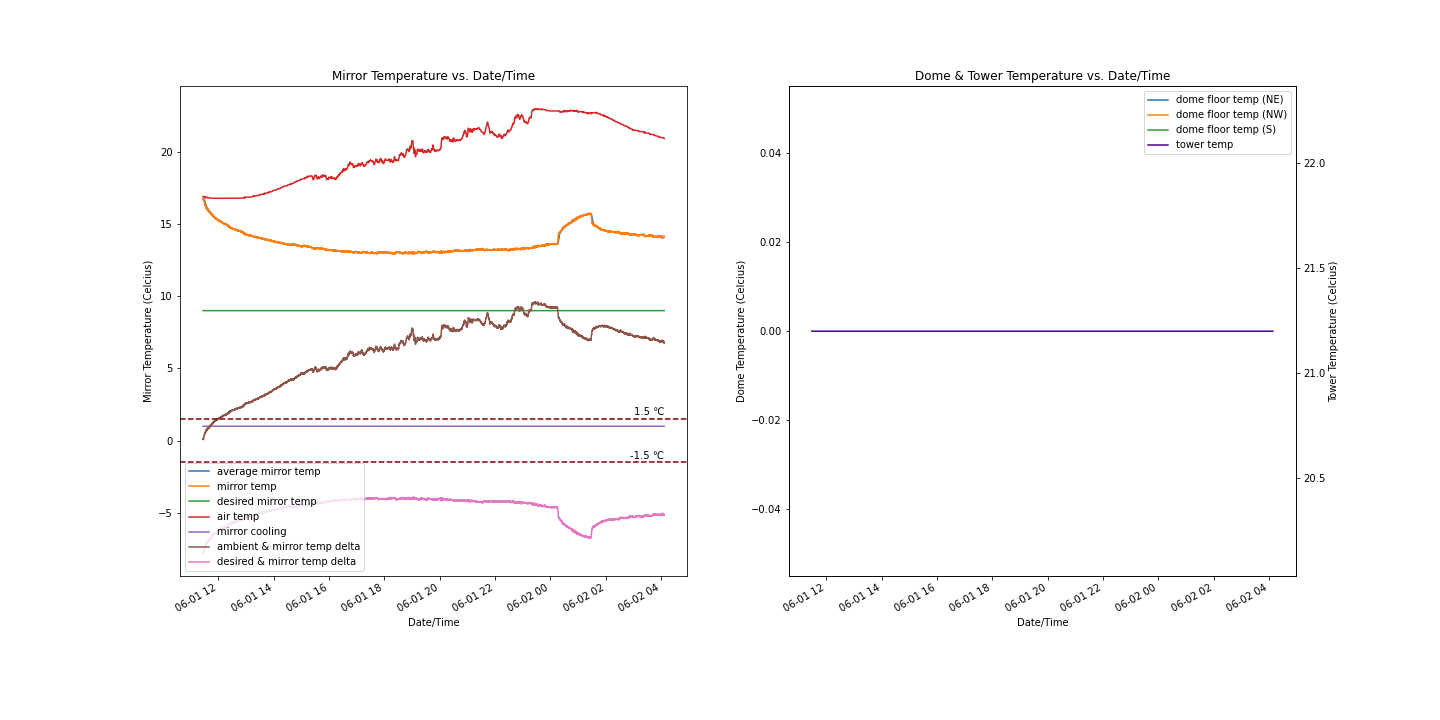 Mirror Temperature vs. Date/Time
Mirror Temperature (Celcius)
20
15
10
5
0
−5
1.5 °C
-1.5 °C
average mirror temp
mirror temp
desired mirror temp
air temp
mirror cooling
ambient & mirror temp delta
desired & mirror temp delta
06-01 12
06-01 14
06-01 16
06-01 18
06-01 20
06-01 22
06-02 00
06-02 02
06-02 04
Date/Time
Dome & Tower Temperature vs. Date/Time
Dome Temperature (Celcius)
0.04
0.02
0.00
−0.02
−0.04
dome floor temp (NE)
dome floor temp (NW)
dome floor temp (S)
tower temp
22.0
21.5
21.0
20.5
Tower Temperature (Celcius)
06-01 12
06-01 14
06-01 16
06-01 18
06-01 20
06-01 22
06-02 00
06-02 02
06-02 04
Date/Time